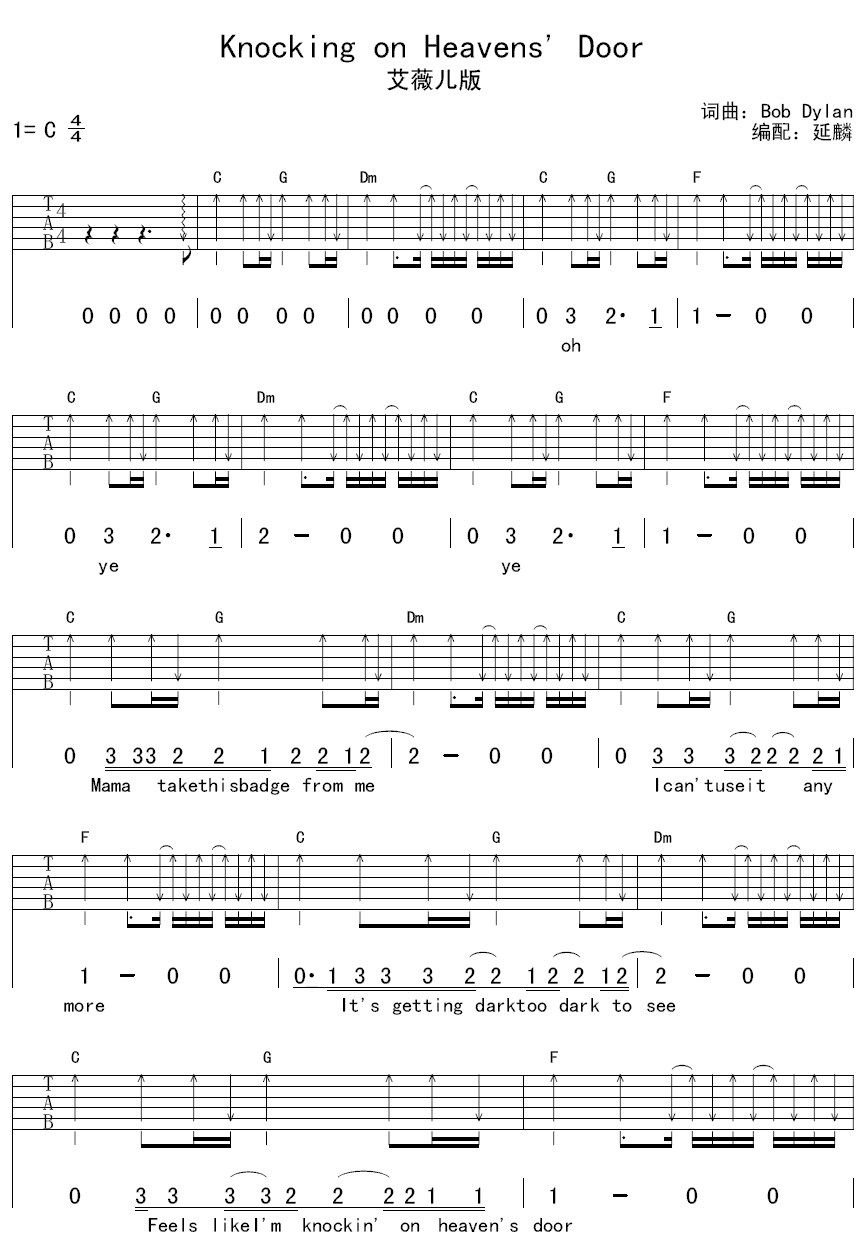 Knocking on Heavens' Door
艾薇儿版
词曲：Bob Dylan
1= C 4/4
编配：延麟
C G Dm C G F
T A B 4 4
0 0 0 0 0 0 0 0 0 0 0 0 0 3 2· 1 1 — 0 0
oh
C G Dm C G F
T A B
0 3 2· 1 2 — 0 0 0 3 2· 1 1 — 0 0
ye ye
C G Dm C G
T A B
0 3 33 2 2 1 2 2 1 2 2 — 0 0 0 3 3 3 2 2 2 2 1
Mama takethisbadge from me Ican'tuseit any
F C G Dm
T A B
1 — 0 0 0· 1 3 3 3 2 2 1 2 2 1 2 2 — 0 0
more It's getting darktoo dark to see
C G F
T A B
0 3 3 3 3 2 2 2 2 1 1 1 — 0 0
Feels likeI'm knockin' on heaven's door